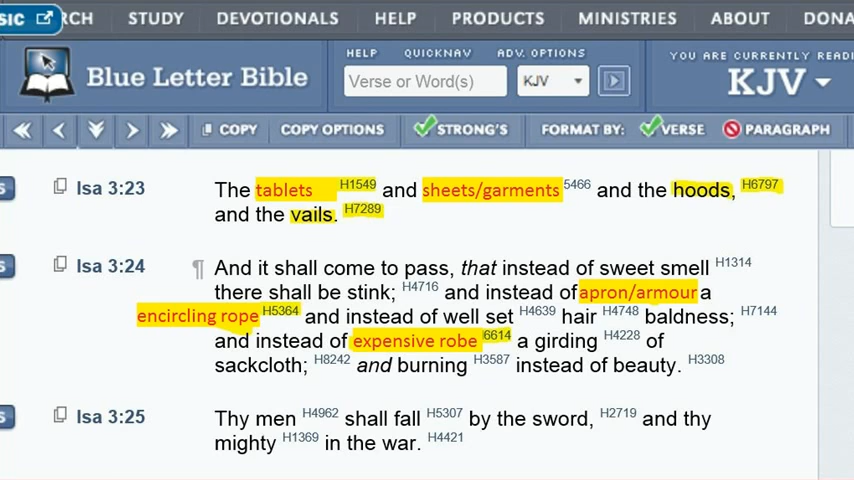 SIC RCH STUDY DEVOTIONALS HELP PRODUCTS MINISTRIES ABOUT DONA
HELP QUICKNAV ADV. OPTIONS YOU ARE CURRENTLY READI
Blue Letter Bible Verse or Word(s) KJV KJV
COPY COPY OPTIONS STRONG'S FORMAT BY: VERSE PARAGRAPH
S Isa 3:23 The tablets H1549 and sheets/garments 5466 and the hoods, H6797
and the vails. H7289
S Isa 3:24 ¶ And it shall come to pass, that instead of sweet smell H1314
there shall be stink; H4716 and instead of apron/armour a
encircling rope H5364 and instead of well set H4639 hair H4748 baldness; H7144
and instead of expensive robe 6614 a girding H4228 of
sackcloth; H8242 and burning H3587 instead of beauty. H3308
S Isa 3:25 Thy men H4962 shall fall H5307 by the sword, H2719 and thy
mighty H1369 in the war. H4421